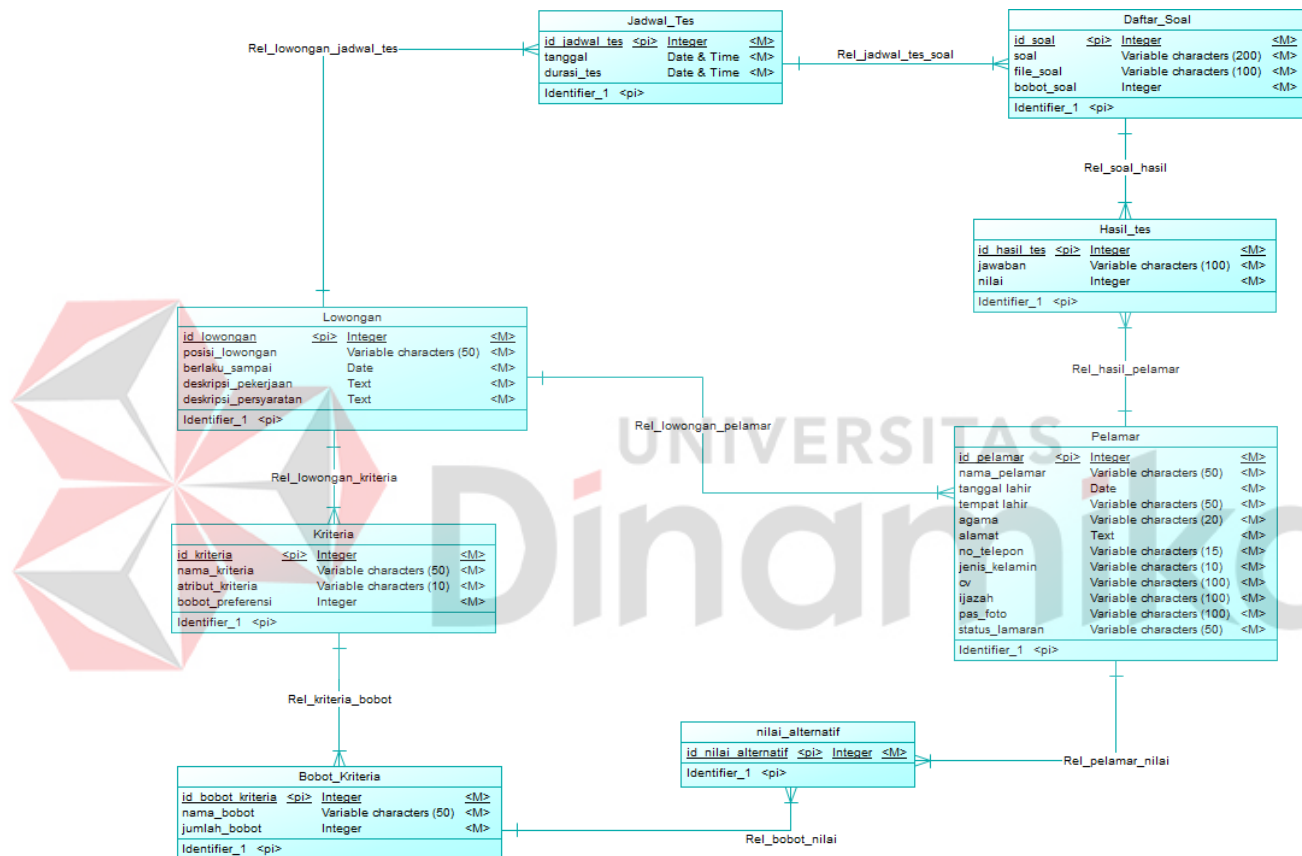 Jadwal_Tes
id_jadwal_tes <pi> Integer <M>
tanggal Date & Time <M>
durasi_tes Date & Time <M>
Identifier_1 <pi>
Daftar_Soal
id_soal <pi> Integer <M>
soal Variable characters (200) <M>
file_soal Variable characters (100) <M>
bobot_soal Integer <M>
Identifier_1 <pi>
Rel_lowongan_jadwal_tes
Rel_jadwal_tes_soal
Rel_soal_hasil
Hasil_tes
id_hasil_tes <pi> Integer <M>
jawaban Variable characters (100) <M>
nilai Integer <M>
Identifier_1 <pi>
Lowongan
id_lowongan <pi> Integer <M>
posisi_lowongan Variable characters (50) <M>
berlaku_sampai Date <M>
deskripsi_pekerjaan Text <M>
deskripsi_persyaratan Text <M>
Identifier_1 <pi>
Rel_hasil_pelamar
Rel_lowongan_pelamar
UNIVERSITAS
Dinamika
Pelamar
id_pelamar <pi> Integer <M>
nama_pelamar Variable characters (50) <M>
tanggal lahir Date <M>
tempat lahir Variable characters (50) <M>
agama Variable characters (20) <M>
alamat Text <M>
no_telepon Variable characters (15) <M>
jenis_kelamin Variable characters (10) <M>
cv Variable characters (100) <M>
ijazah Variable characters (100) <M>
pas_foto Variable characters (100) <M>
status_lamaran Variable characters (50) <M>
Identifier_1 <pi>
Rel_lowongan_kriteria
Kriteria
id_kriteria <pi> Integer <M>
nama_kriteria Variable characters (50) <M>
atribut_kriteria Variable characters (10) <M>
bobot_preferensi Integer <M>
Identifier_1 <pi>
Rel_kriteria_bobot
nilai_alternatif
id_nilai_alternatif <pi> Integer <M>
Identifier_1 <pi>
Rel_pelamar_nilai
Bobot_Kriteria
id_bobot_kriteria <pi> Integer <M>
nama_bobot Variable characters (50) <M>
jumlah_bobot Integer <M>
Identifier_1 <pi>
Rel_bobot_nilai